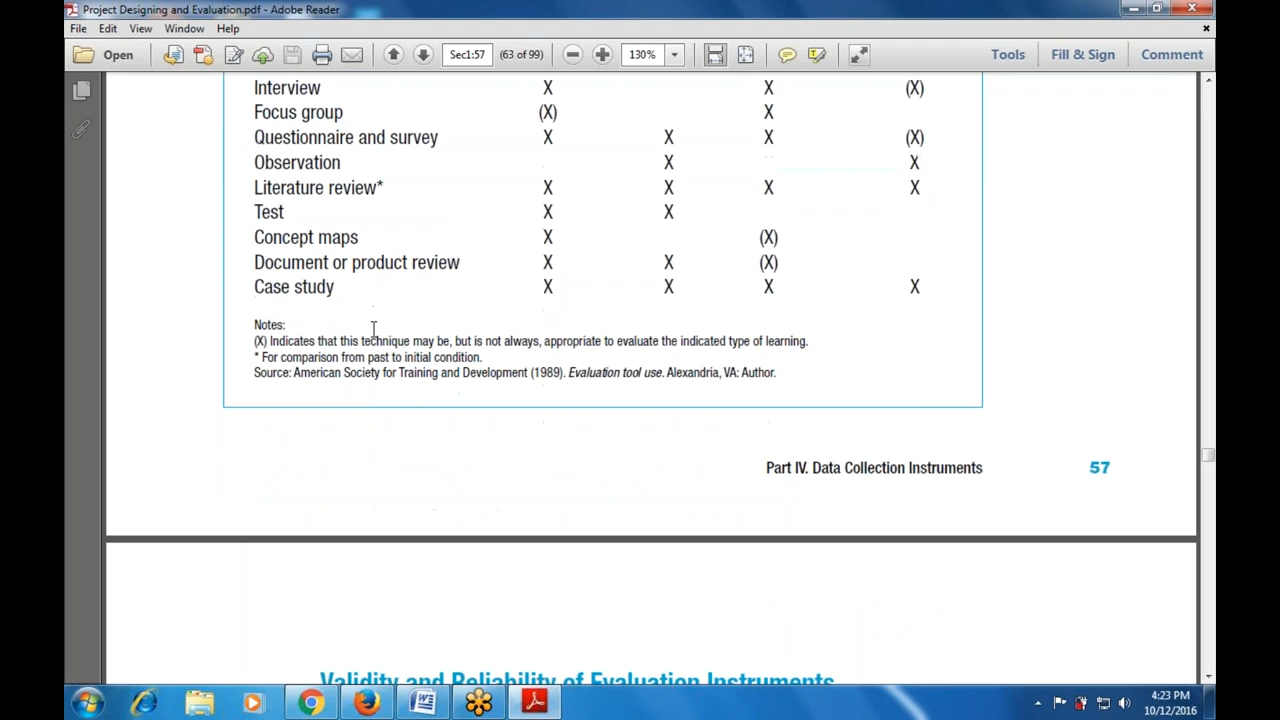 Project Designing and Evaluation.pdf - Adobe Reader
File Edit View Window Help
Open Sec1:57 (63 of 99) 130% Tools Fill & Sign Comment
Interview X X (X)
Focus group (X) X
Questionnaire and survey X X X (X)
Observation X X
Literature review* X X X X
Test X X
Concept maps X (X)
Document or product review X X (X)
Case study X X X X
Notes:
(X) Indicates that this technique may be, but is not always, appropriate to evaluate the indicated type of learning.
* For comparison from past to initial condition.
Source: American Society for Training and Development (1989). Evaluation tool use. Alexandria, VA: Author.
Part IV. Data Collection Instruments 57
Validity and Reliability of Evaluation Instruments
4:23 PM
10/12/2016